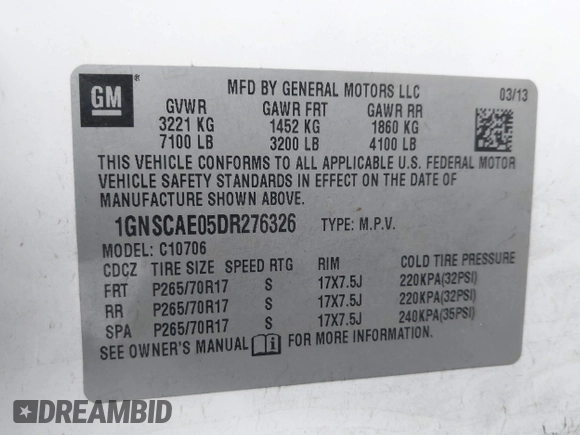 GM
MFD BY GENERAL MOTORS LLC 03/13
GVWR GAWR FRT GAWR RR
3221 KG 1452 KG 1860 KG
7100 LB 3200 LB 4100 LB
THIS VEHICLE CONFORMS TO ALL APPLICABLE U.S. FEDERAL MOTOR
VEHICLE SAFETY STANDARDS IN EFFECT ON THE DATE OF
MANUFACTURE SHOWN ABOVE.
1GNSCAE05DR276326 TYPE: M.P.V.
MODEL: C10706
CDCZ TIRE SIZE SPEED RTG RIM COLD TIRE PRESSURE
FRT P265/70R17 S 17X7.5J 220KPA(32PSI)
RR P265/70R17 S 17X7.5J 220KPA(32PSI)
SPA P265/70R17 S 17X7.5J 240KPA(35PSI)
SEE OWNER'S MANUAL i FOR MORE INFORMATION.
DREAMBID